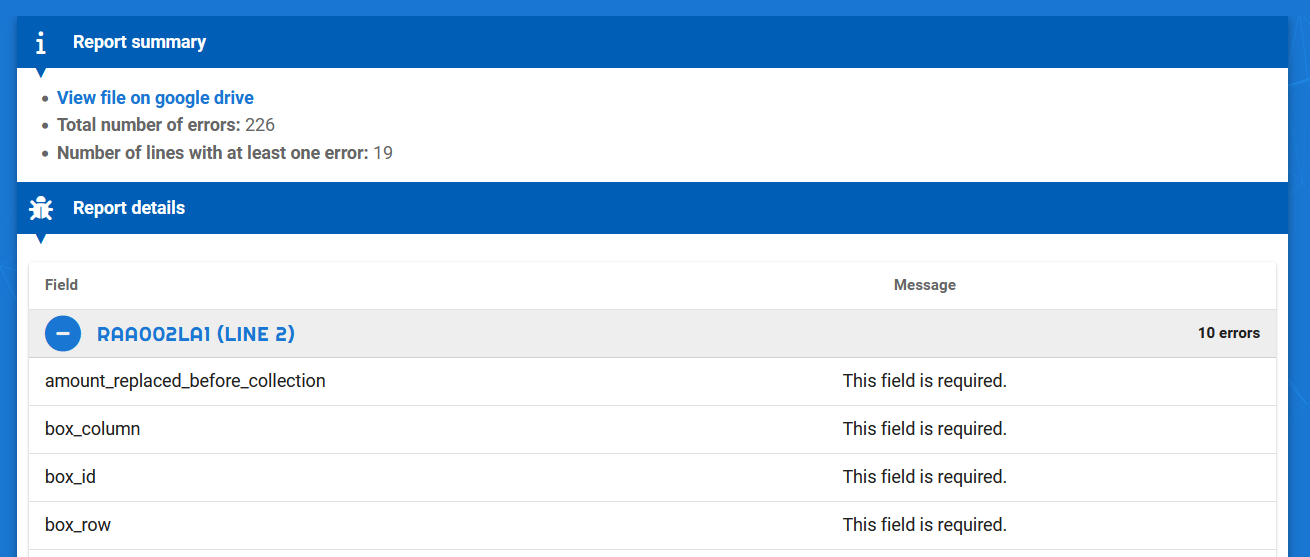 Report summary
View file on google drive
Total number of errors: 226
Number of lines with at least one error: 19
Report details
Field Message
RAA002LA1 (LINE 2) 10 errors
amount_replaced_before_collection This field is required.
box_column This field is required.
box_id This field is required.
box_row This field is required.